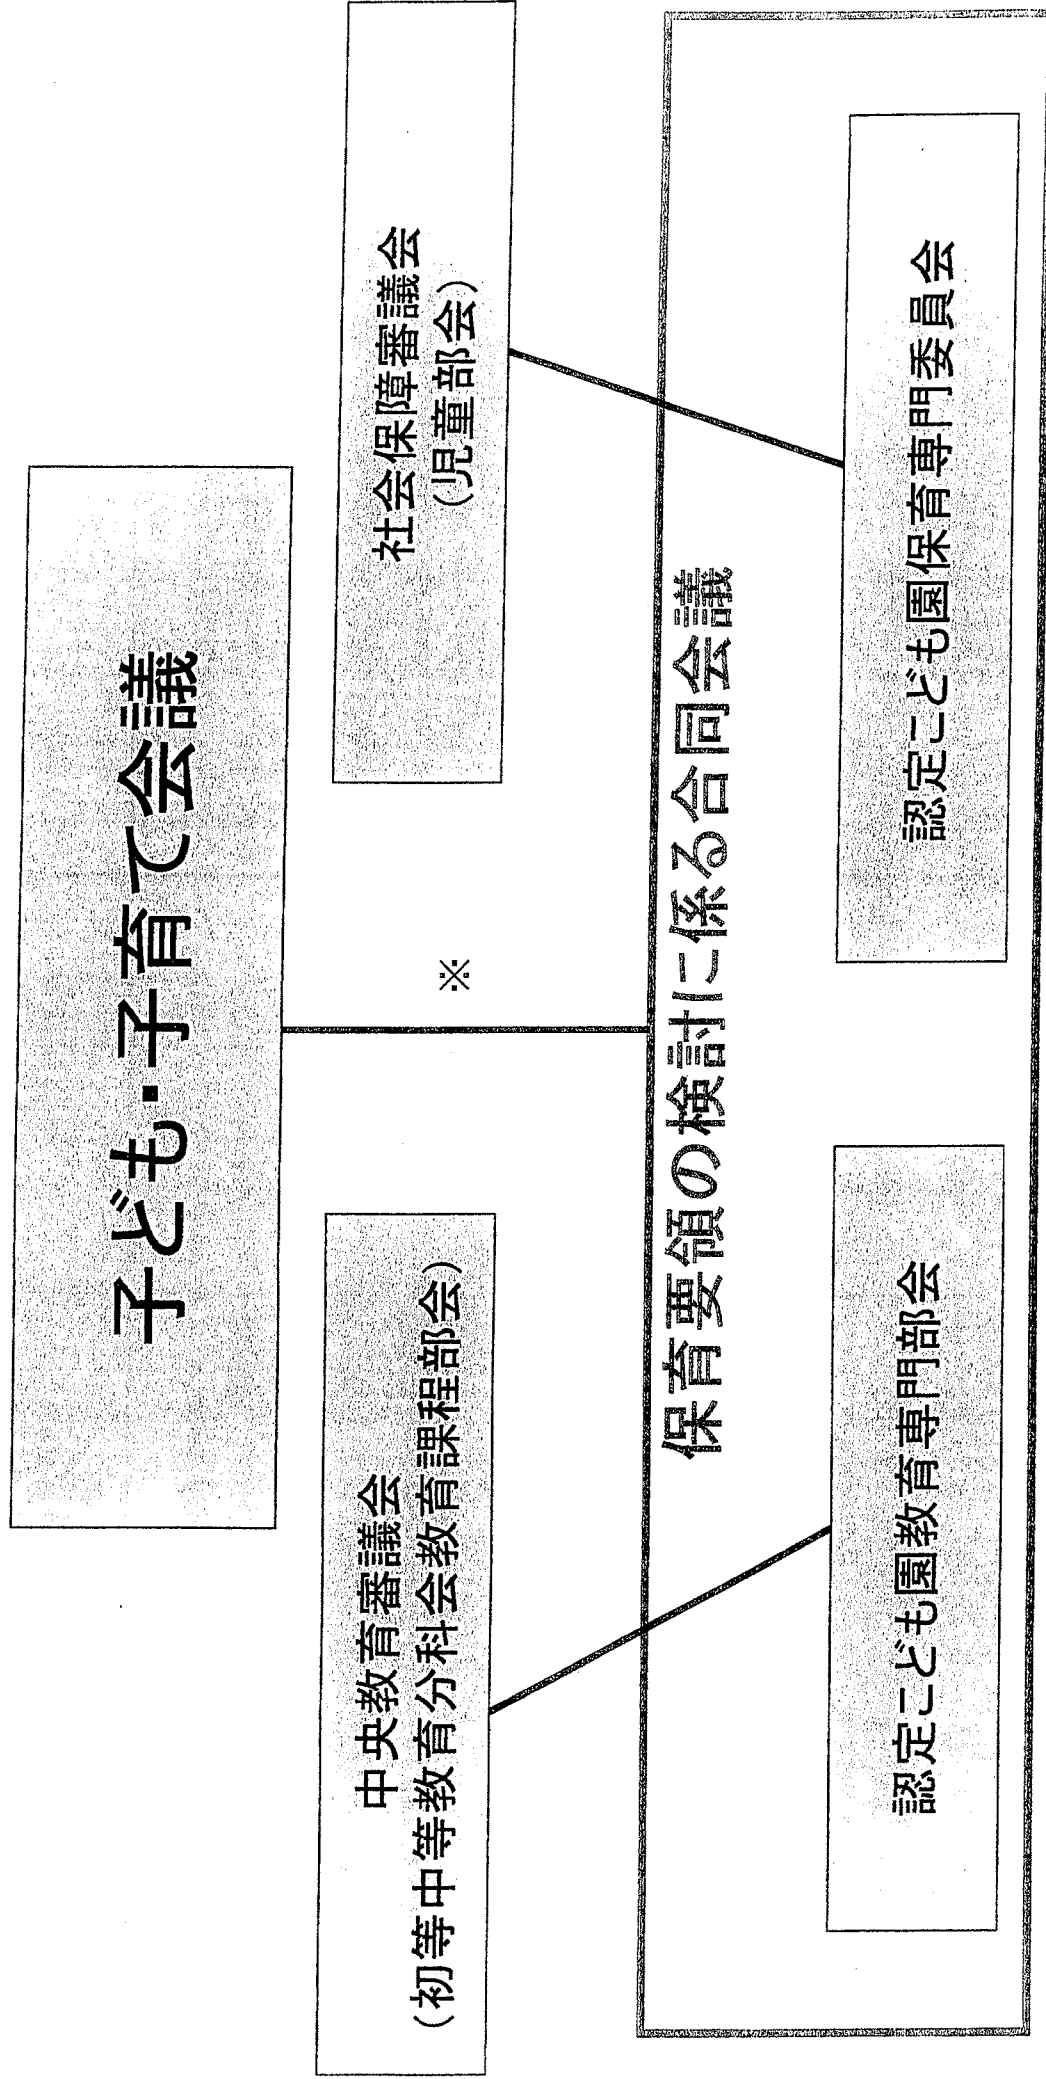 子ども・子育て会議
中央教育審議会
(初等中等教育分科会教育課程部会)
※
社会保障審議会
(児童部会)
保育要領の検討に係る合同会議
認定こども園教育専門部会
認定こども園保育専門委員会